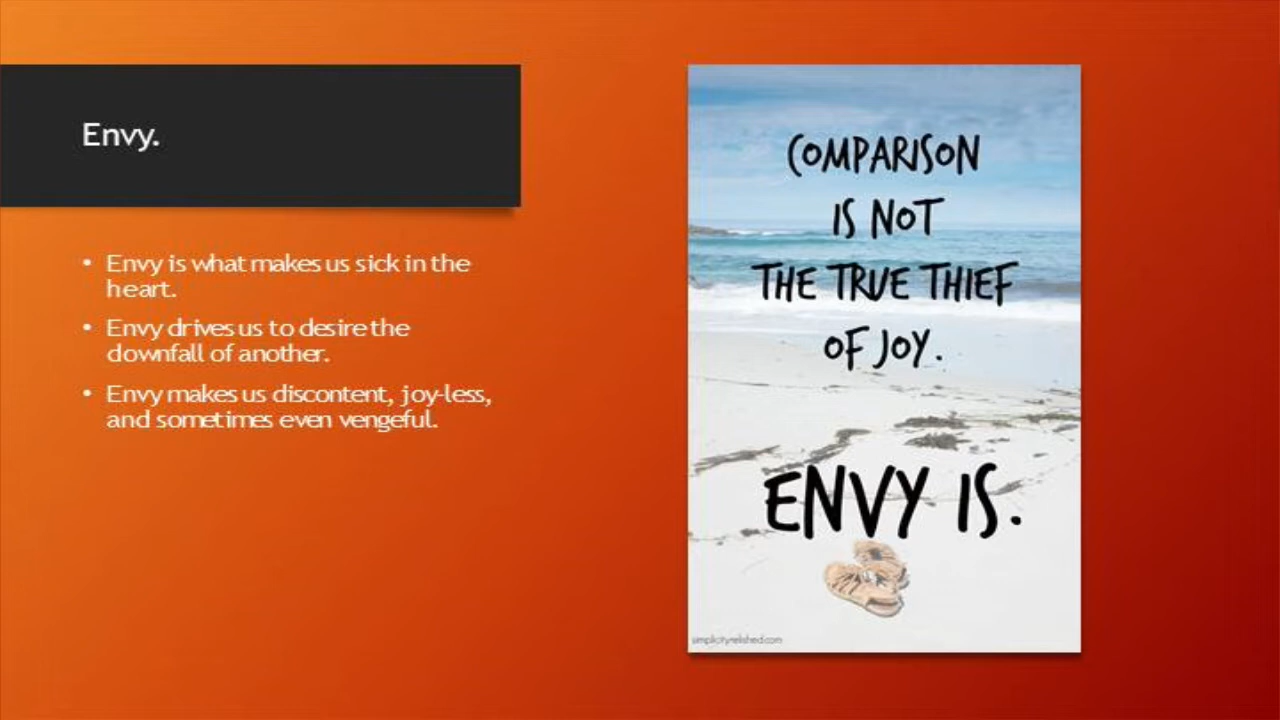 Envy.
• Envy is what makes us sick in the
heart.
• Envy drives us to desire the
downfall of another.
• Envy makes us discontent, joy-less,
and sometimes even vengeful.
COMPARISON
IS NOT
THE TRUE THIEF
OF JOY.
ENVY IS.
simplicityrelished.com